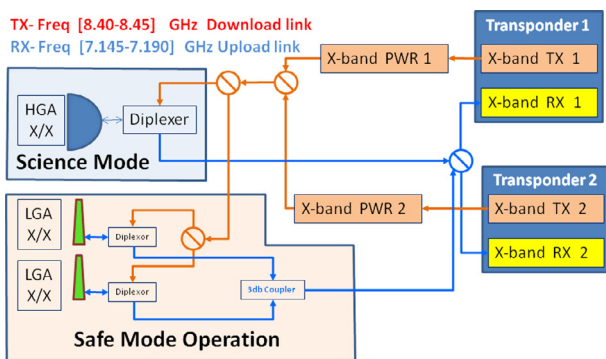 TX- Freq [8.40-8.45] GHz Download link
RX- Freq [7.145-7.190] GHz Upload link
Transponder 1
X-band PWR 1
X-band TX 1
X-band RX 1
HGA
X/X
Diplexer
Science Mode
Transponder 2
X-band PWR 2
X-band TX 2
X-band RX 2
LGA
X/X
Diplexor
LGA
X/X
Diplexor
3db Coupler
Safe Mode Operation